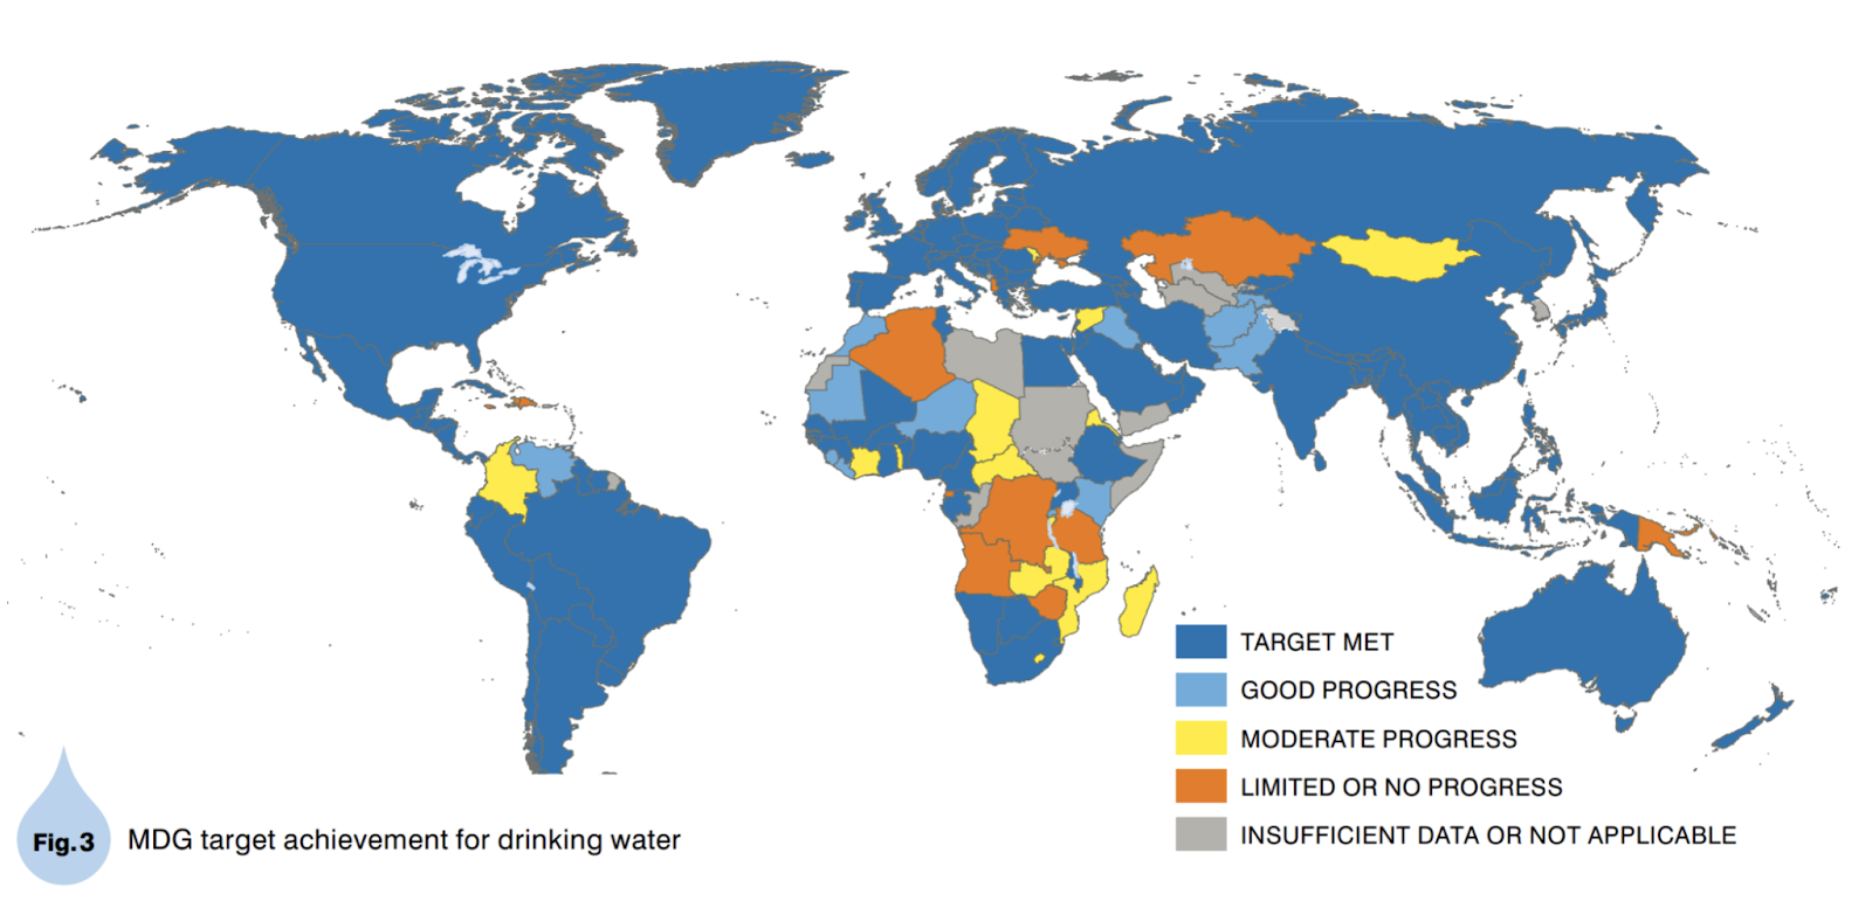 TARGET MET
GOOD PROGRESS
MODERATE PROGRESS
LIMITED OR NO PROGRESS
INSUFFICIENT DATA OR NOT APPLICABLE
Fig.3 MDG target achievement for drinking water